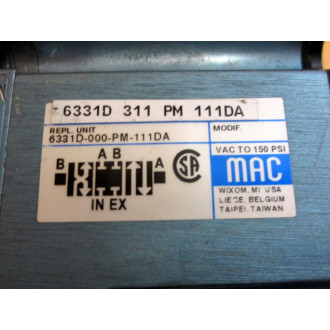 6331D 311 PM 111DA
REPL. UNIT
6331D-000-PM-111DA
MODIF.
A B
B A
IN EX
SA
VAC TO 150 PSI
MAC
WIXOM, MI USA
LIEGE, BELGIUM
TAIPEI, TAIWAN